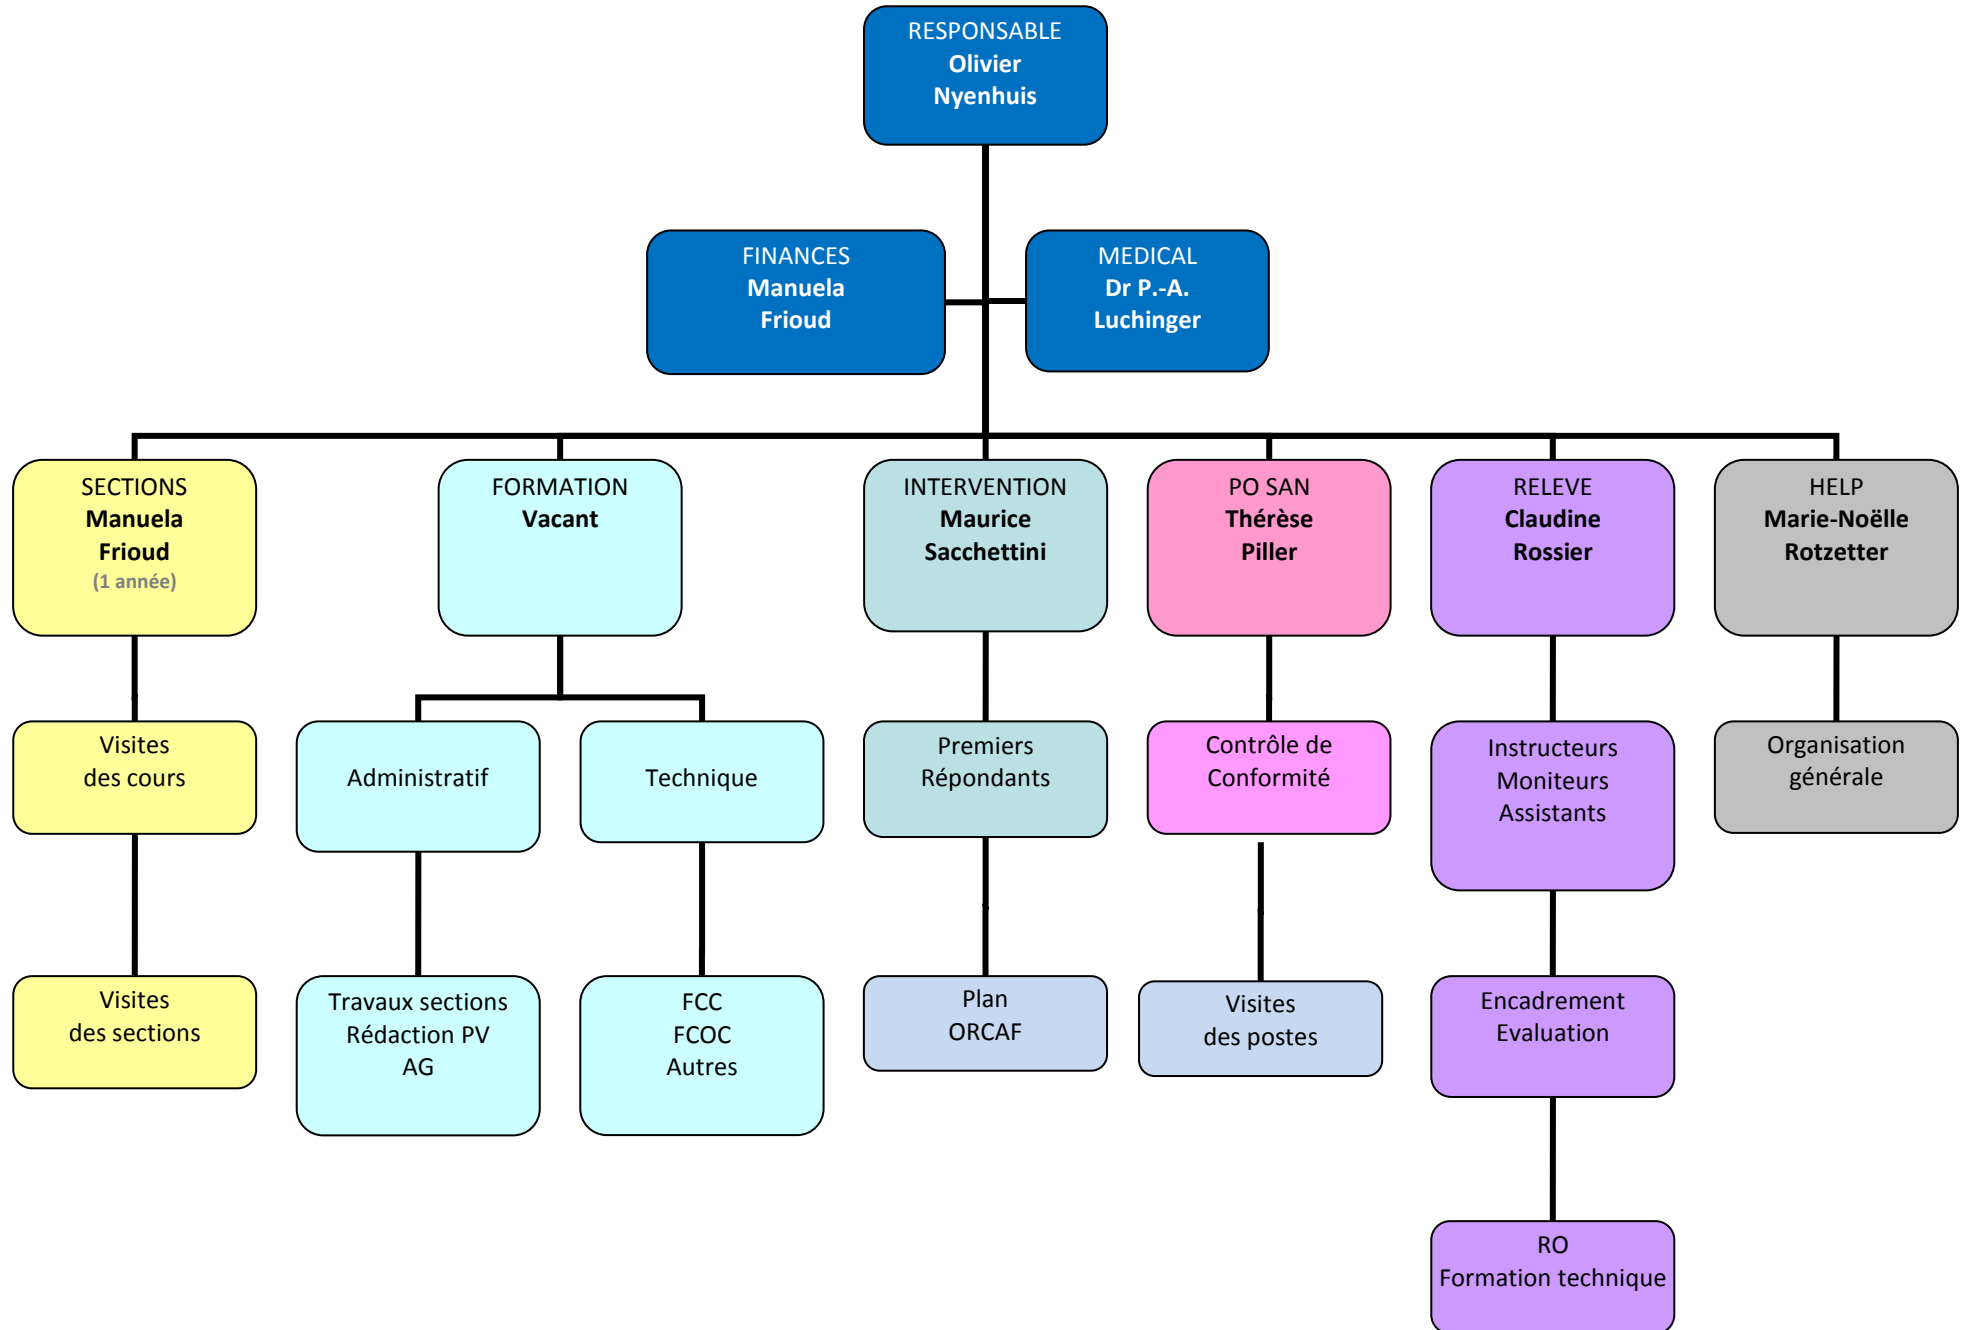 RESPONSABLE
Olivier
Nyenhuis
FINANCES
Manuela
Frioud
MEDICAL
Dr P.-A.
Luchinger
SECTIONS
Manuela
Frioud
(1 année)
FORMATION
Vacant
INTERVENTION
Maurice
Sacchettini
PO SAN
Thérèse
Piller
RELEVE
Claudine
Rossier
HELP
Marie-Noëlle
Rotzetter
Visites
des cours
Administratif
Technique
Premiers
Répondants
Contrôle de
Conformité
Instructeurs
Moniteurs
Assistants
Organisation
générale
Visites
des sections
Travaux sections
Rédaction PV
AG
FCC
FCOC
Autres
Plan
ORCAF
Visites
des postes
Encadrement
Evaluation
RO
Formation technique